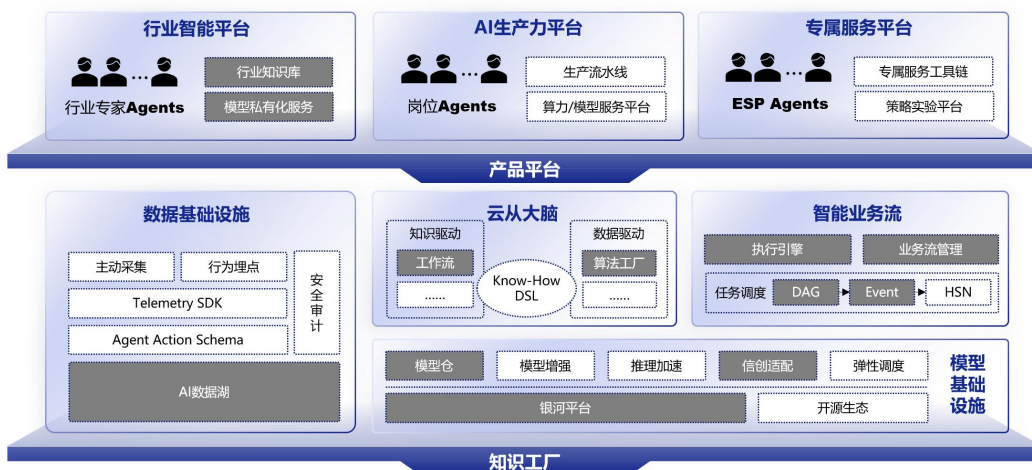 行业智能平台
行业专家Agents
行业知识库
模型私有化服务
AI生产力平台
岗位Agents
生产流水线
算力/模型服务平台
专属服务平台
ESP Agents
专属服务工具链
策略实验平台
产品平台
数据基础设施
主动采集
行为埋点
Telemetry SDK
Agent Action Schema
安全审计
AI数据湖
云从大脑
知识驱动
工作流
……
Know-How
DSL
数据驱动
算法工厂
……
智能业务流
执行引擎
业务流管理
任务调度
DAG
Event
HSN
模型仓
模型增强
推理加速
信创适配
弹性调度
银河平台
开源生态
模型
基础
设施
知识工厂